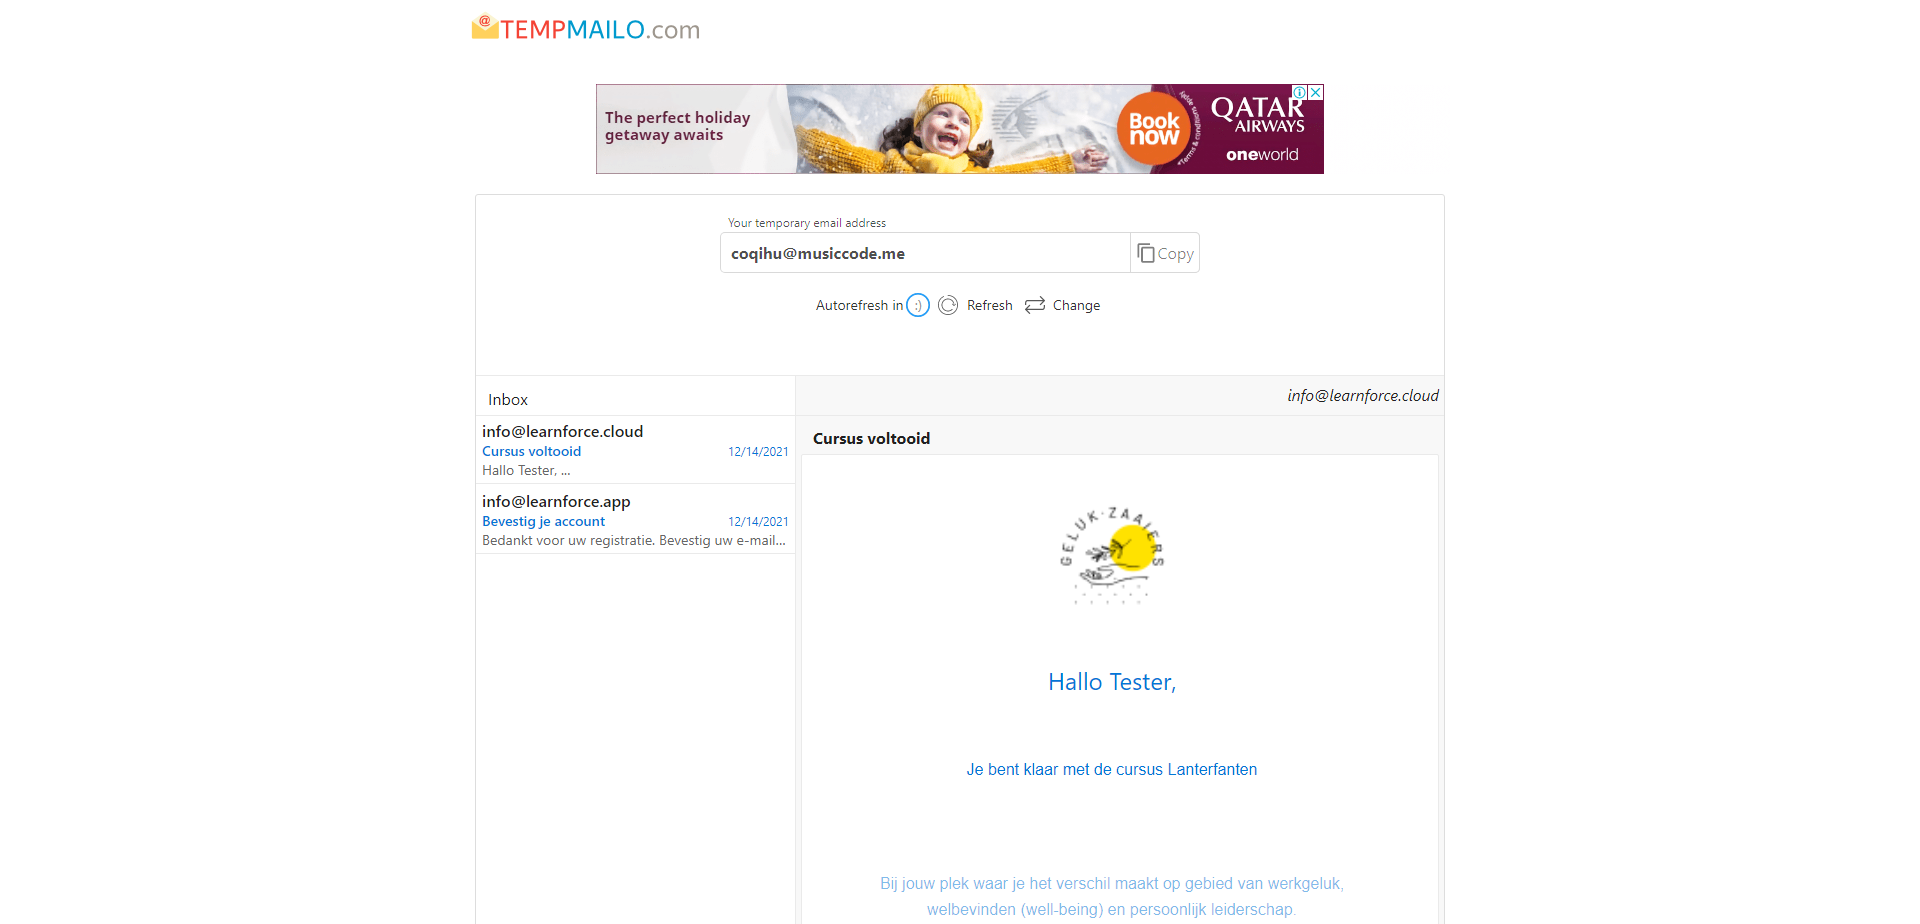 TEMPMAILO.com
The perfect holiday
getaway awaits
Book
now
*Terms & conditions apply
QATAR
AIRWAYS
oneworld
Your temporary email address
coqihu@musiccode.me
Copy
Autorefresh in :) Refresh Change
Inbox
info@learnforce.cloud
info@learnforce.cloud
Cursus voltooid 12/14/2021
Hallo Tester, ...
info@learnforce.app
Bevestig je account 12/14/2021
Bedankt voor uw registratie. Bevestig uw e-mail...
Cursus voltooid
GELUK·ZAAIERS
Hallo Tester,
Je bent klaar met de cursus Lanterfanten
Bij jouw plek waar je het verschil maakt op gebied van werkgeluk,
welbevinden (well-being) en persoonlijk leiderschap.